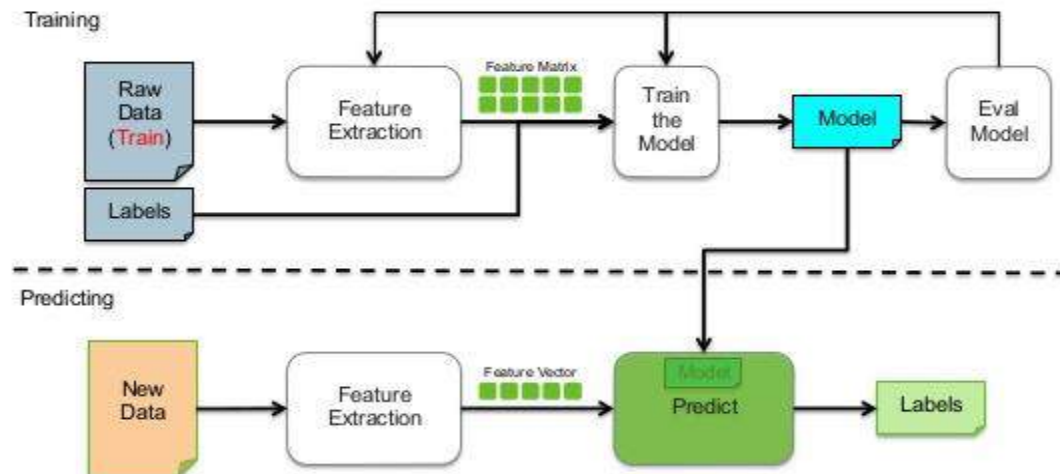 Training
Raw
Data
(Train)
Labels
Feature
Extraction
Feature Matrix
Train
the
Model
Model
Eval
Model
Predicting
New
Data
Feature
Extraction
Feature Vector
Model
Predict
Labels